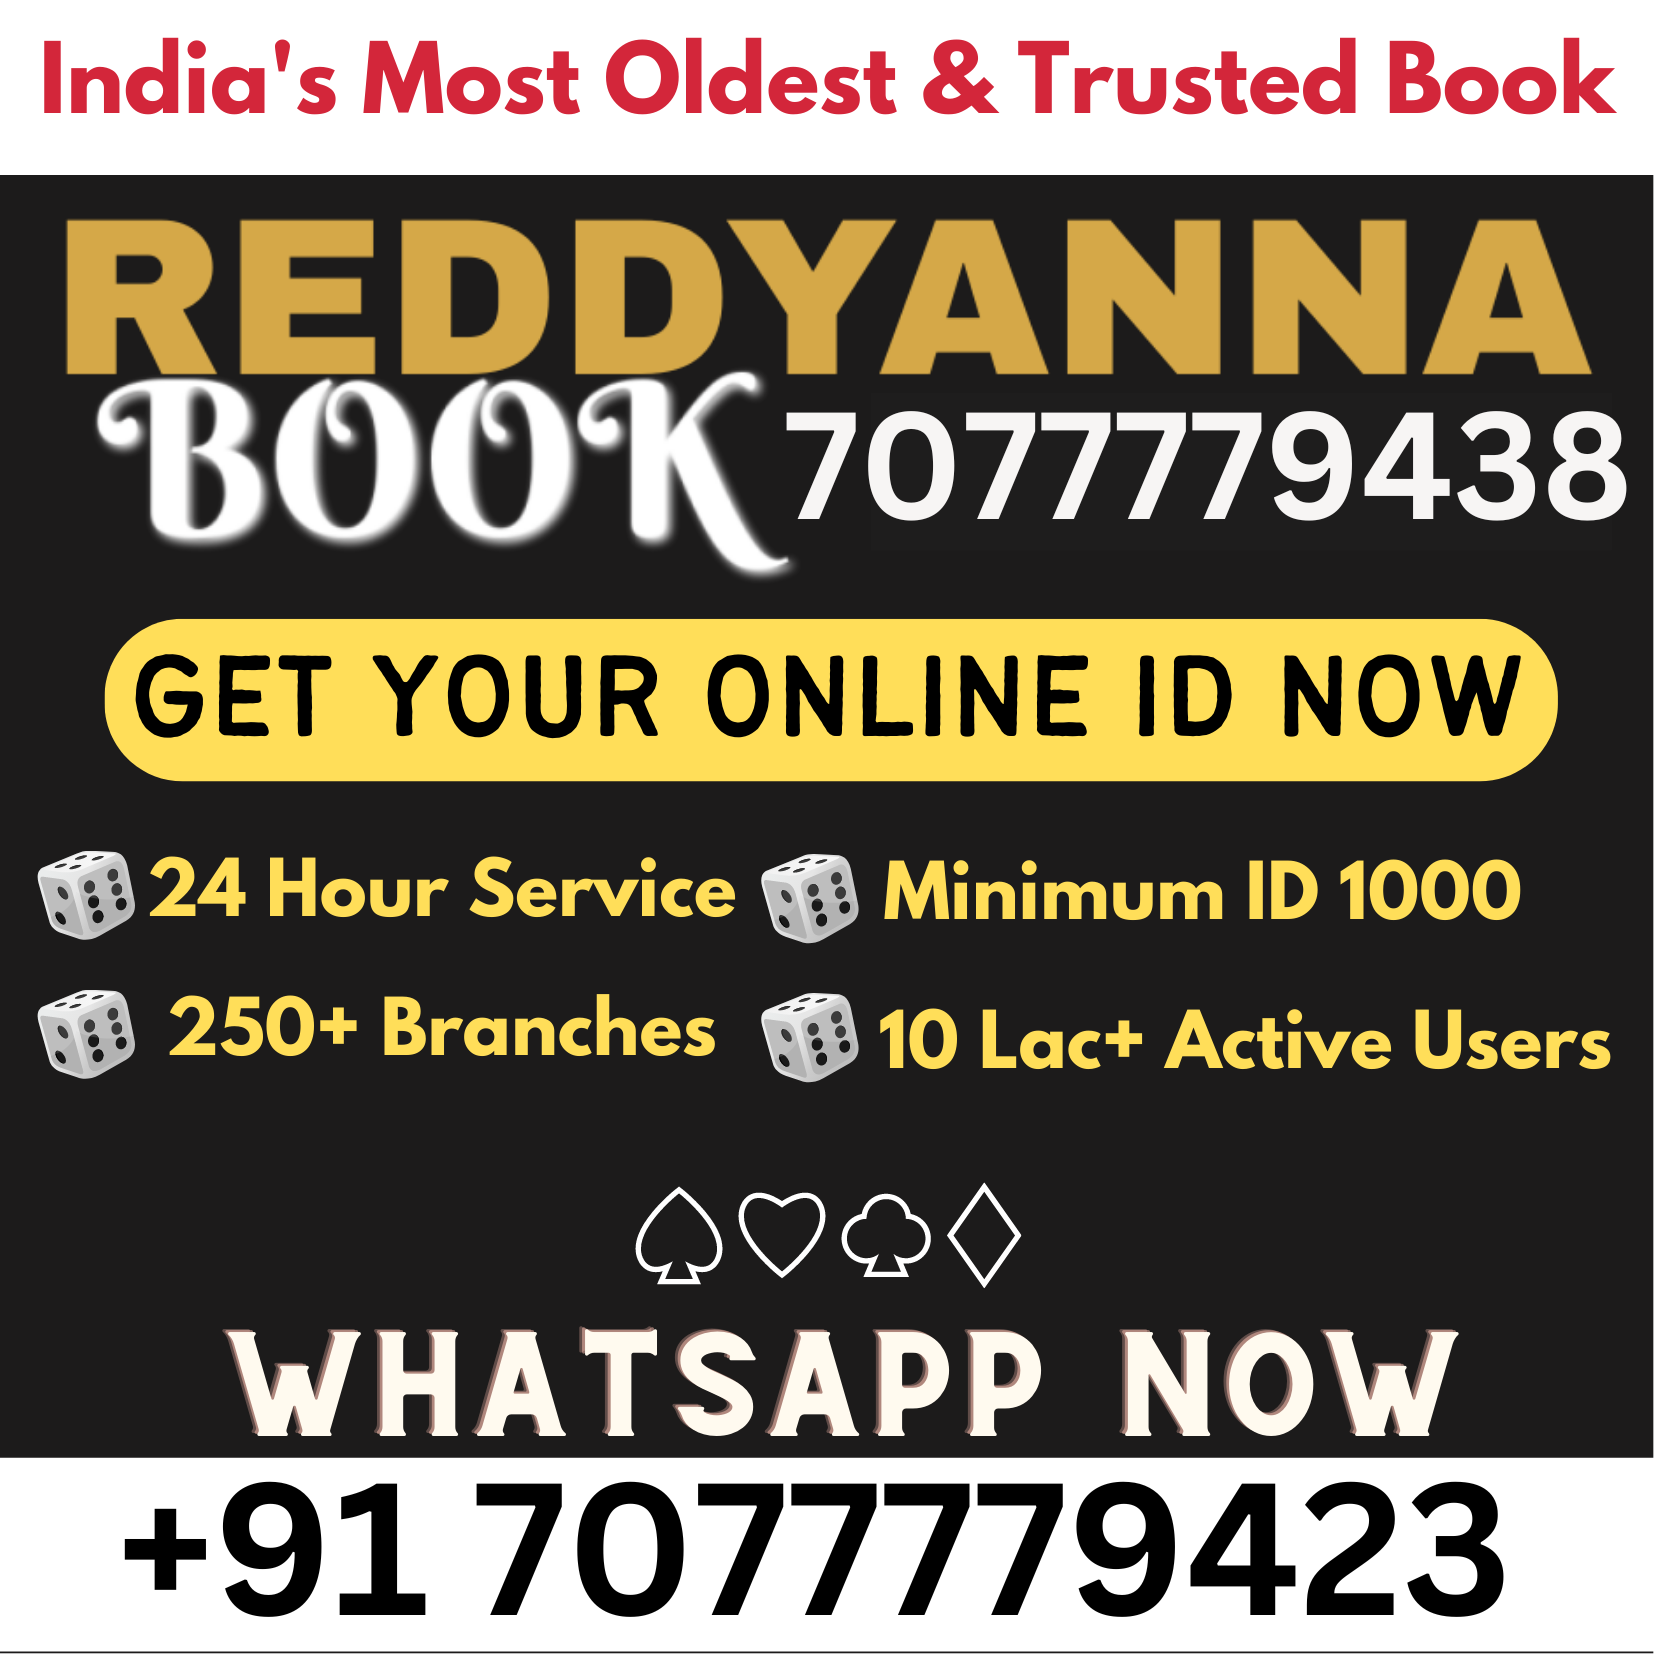 India's Most Oldest & Trusted Book
REDDYANNA
BOOK 7077779438
GET YOUR ONLINE ID NOW
24 Hour Service Minimum ID 1000
250+ Branches 10 Lac+ Active Users
WHATSAPP NOW
+91 7077779423